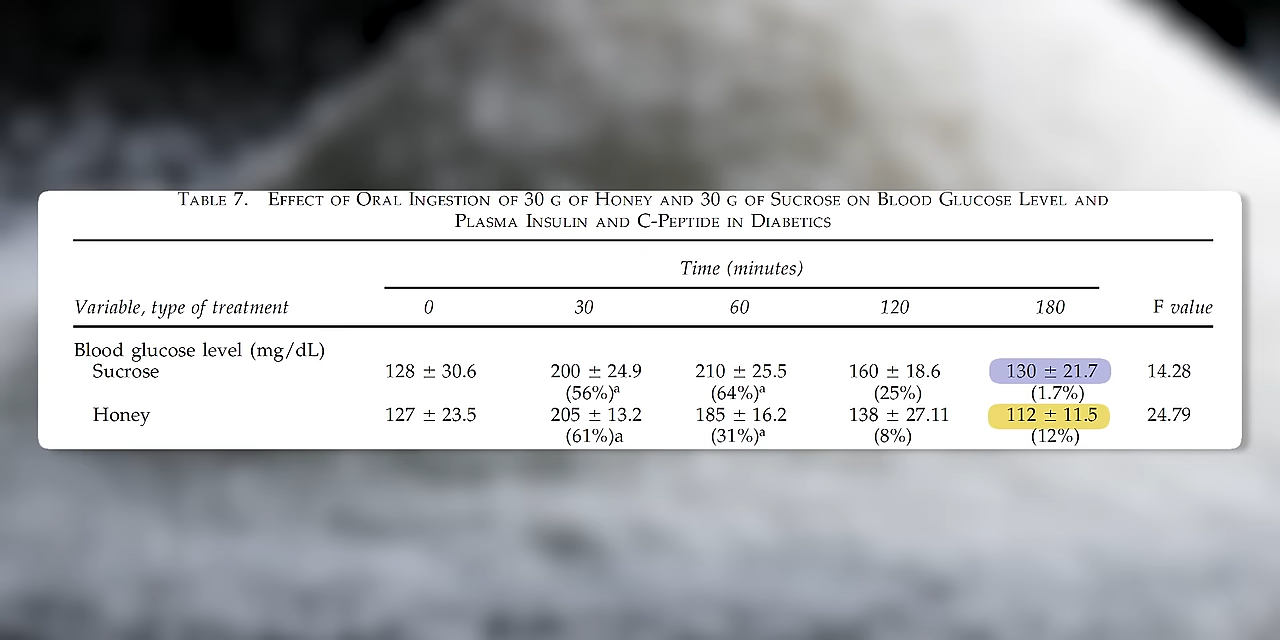 TABLE 7. EFFECT OF ORAL INGESTION OF 30 G OF HONEY AND 30 G OF SUCROSE ON BLOOD GLUCOSE LEVEL AND
PLASMA INSULIN AND C-PEPTIDE IN DIABETICS
Time (minutes)
Variable, type of treatment 0 30 60 120 180 F value
Blood glucose level (mg/dL)
Sucrose 128 ± 30.6 200 ± 24.9 210 ± 25.5 160 ± 18.6 130 ± 21.7 14.28
(56%)ᵃ (64%)ᵃ (25%) (1.7%)
Honey 127 ± 23.5 205 ± 13.2 185 ± 16.2 138 ± 27.11 112 ± 11.5 24.79
(61%)a (31%)ᵃ (8%) (12%)